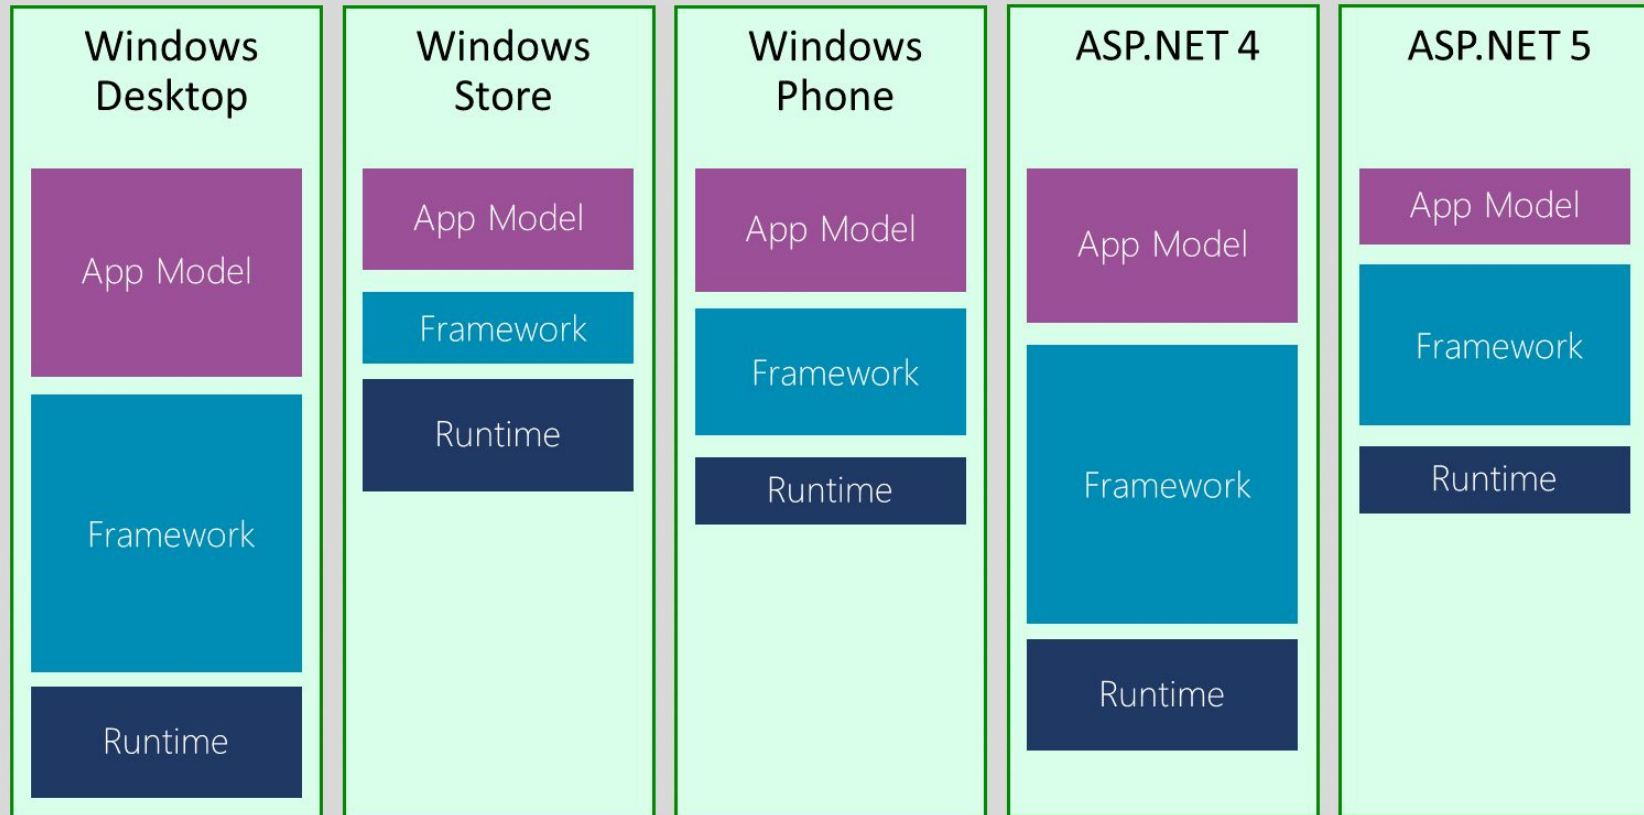 Windows
Desktop
App Model
Framework
Runtime
Windows
Store
App Model
Framework
Runtime
Windows
Phone
App Model
Framework
Runtime
ASP.NET 4
App Model
Framework
Runtime
ASP.NET 5
App Model
Framework
Runtime